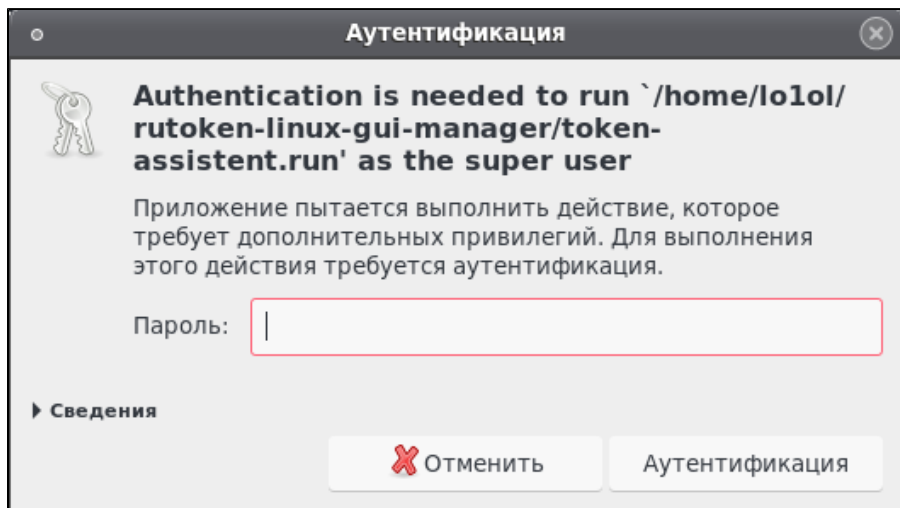 Аутентификация
Authentication is needed to run `/home/lo1ol/
rutoken-linux-gui-manager/token-
assistent.run' as the super user
Приложение пытается выполнить действие, которое
требует дополнительных привилегий. Для выполнения
этого действия требуется аутентификация.
Пароль:
Сведения
Отменить
Аутентификация